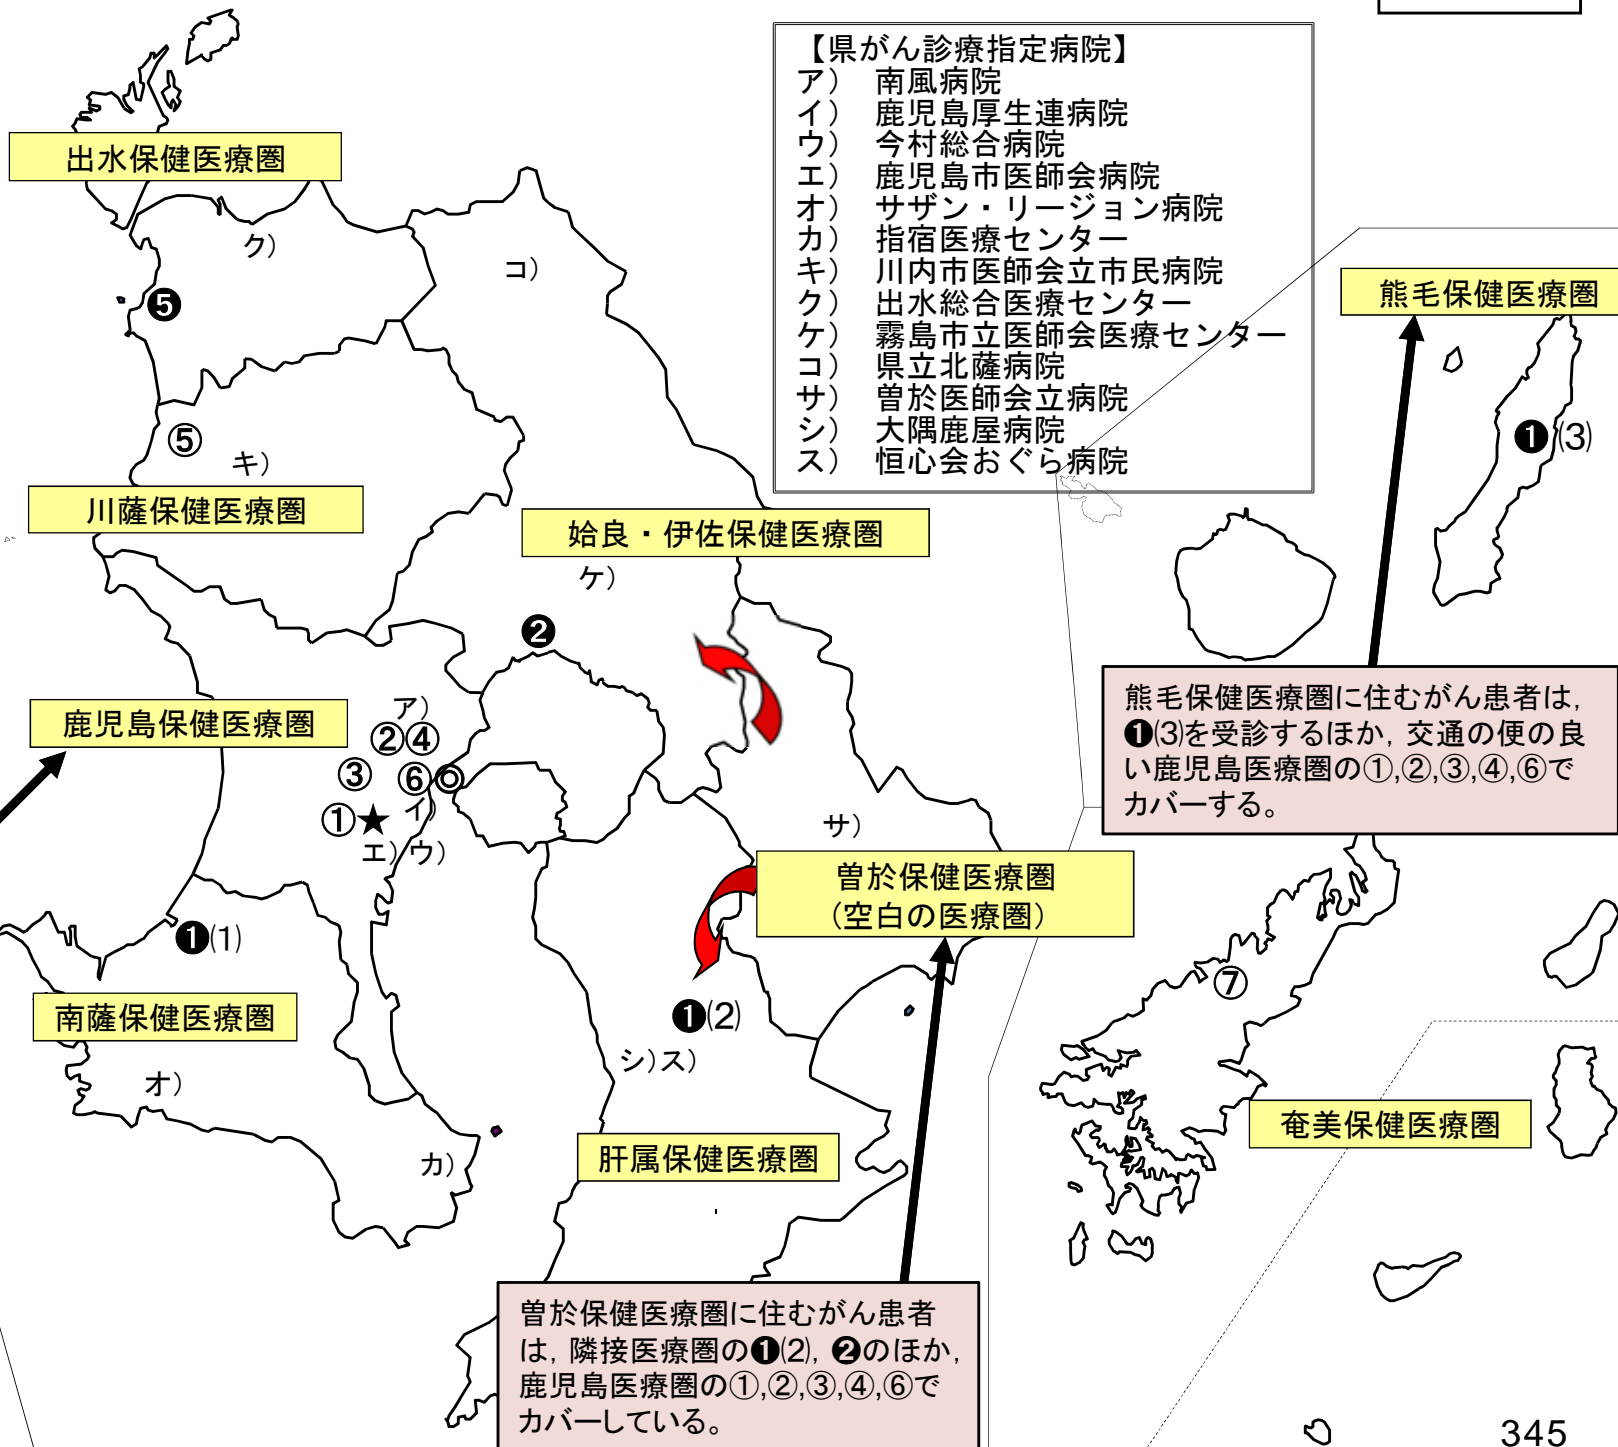 【県がん診療指定病院】
ア） 南風病院
イ） 鹿児島厚生連病院
ウ） 今村総合病院
エ） 鹿児島市医師会病院
オ） サザン・リージョン病院
カ） 指宿医療センター
キ） 川内市医師会立市民病院
ク） 出水総合医療センター
ケ） 霧島市立医師会医療センター
コ） 県立北薩病院
サ） 曽於医師会立病院
シ） 大隅鹿屋病院
ス） 恒心会おぐら病院
出水保健医療圏
ク）
コ）
❺
熊毛保健医療圏
❶(3)
⑤
キ）
川薩保健医療圏
姶良・伊佐保健医療圏
ケ）
❷
鹿児島保健医療圏
ア）
②④
③ ⑥◎
イ）
①★
エ）ウ）
熊毛保健医療圏に住むがん患者は，
❶(3)を受診するほか，交通の便の良
い鹿児島医療圏の①,②,③,④,⑥で
カバーする。
サ）
曽於保健医療圏
（空白の医療圏）
❶(1)
南薩保健医療圏
❶(2)
シ）ス）
オ）
カ）
肝属保健医療圏
⑦
奄美保健医療圏
曽於保健医療圏に住むがん患者
は，隣接医療圏の❶(2)，❷のほか，
鹿児島医療圏の①,②,③,④,⑥で
カバーしている。
345